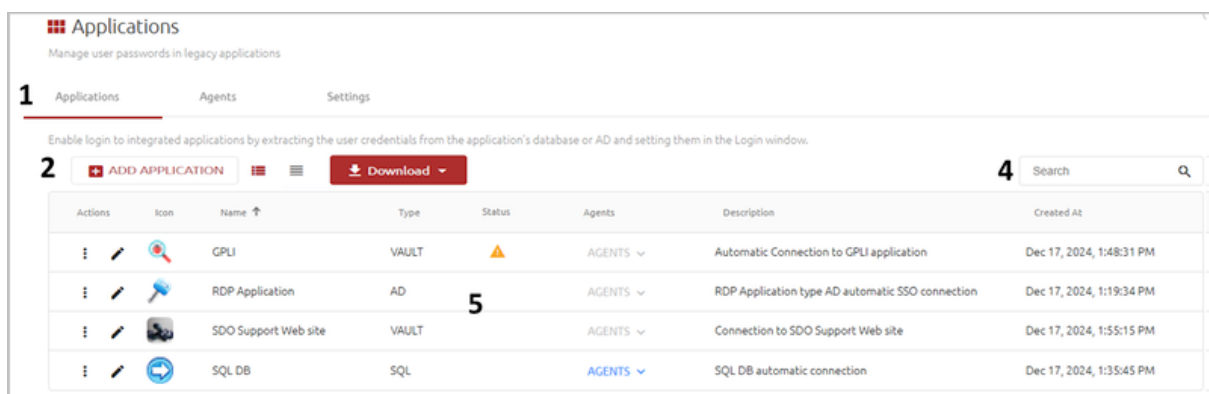 Applications
Manage user passwords in legacy applications
1 Applications Agents Settings
Enable login to integrated applications by extracting the user credentials from the application's database or AD and setting them in the Login window.
2 ADD APPLICATION Download 4 Search
Actions Icon Name Type Status Agents Description Created At
GPLI VAULT AGENTS Automatic Connection to GPLI application Dec 17, 2024, 1:48:31 PM
RDP Application AD AGENTS RDP Application type AD automatic SSO connection Dec 17, 2024, 1:19:34 PM
5
SDO Support Web site VAULT AGENTS Connection to SDO Support Web site Dec 17, 2024, 1:55:15 PM
SQL DB SQL AGENTS SQL DB automatic connection Dec 17, 2024, 1:35:45 PM